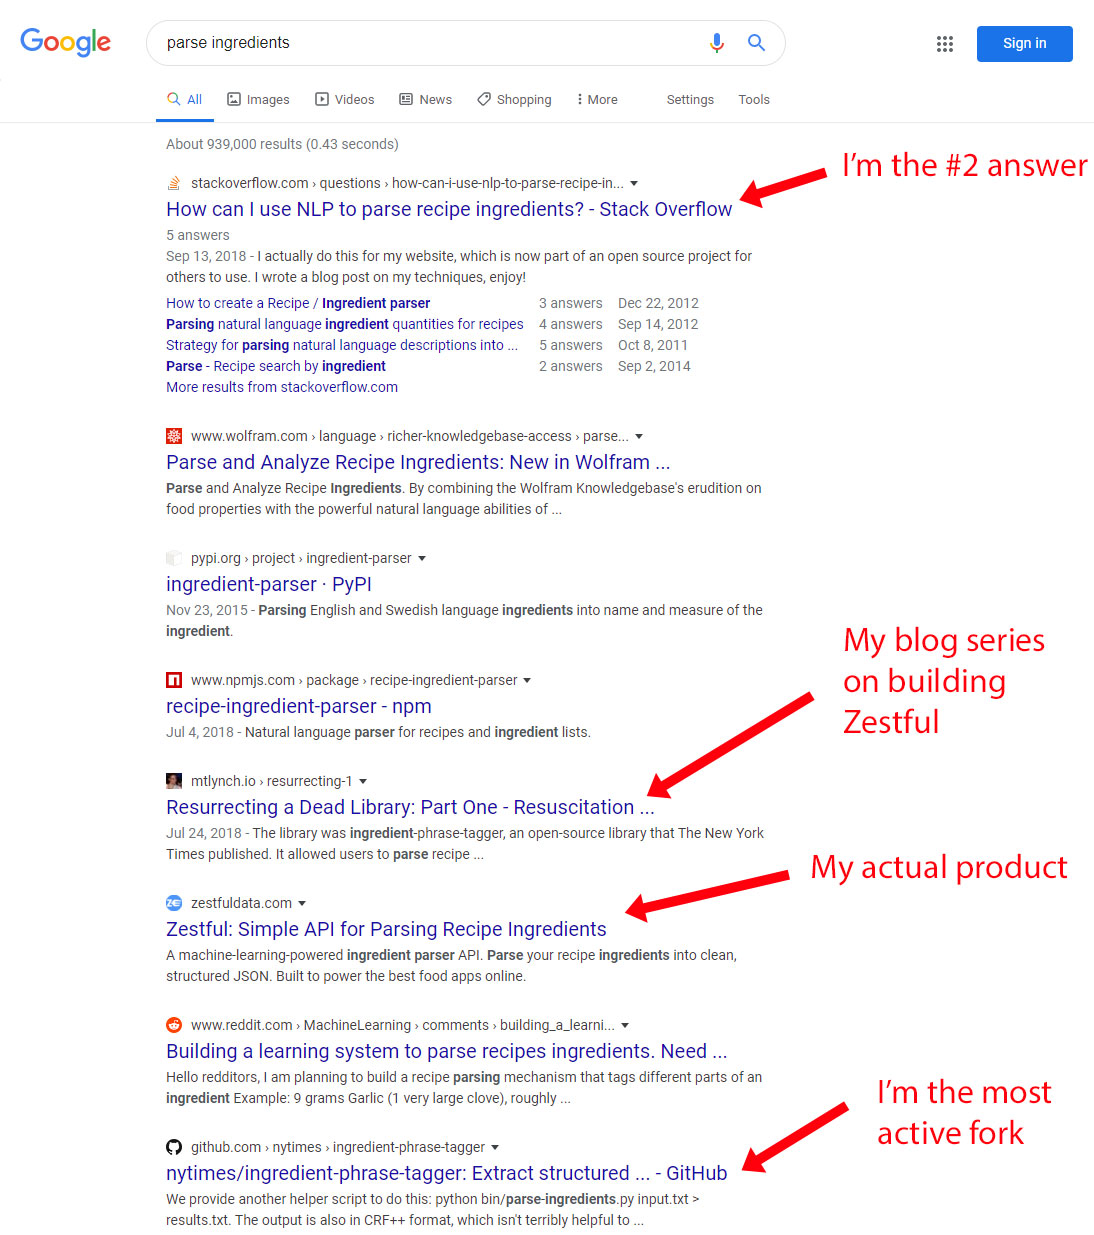 Google
parse ingredients
Sign in
All Images Videos News Shopping More Settings Tools
About 939,000 results (0.43 seconds)
I'm the #2 answer
stackoverflow.com › questions › how-can-i-use-nlp-to-parse-recipe-in...
How can I use NLP to parse recipe ingredients? - Stack Overflow
5 answers
Sep 13, 2018 - I actually do this for my website, which is now part of an open source project for
others to use. I wrote a blog post on my techniques, enjoy!
How to create a Recipe / Ingredient parser 3 answers Dec 22, 2012
Parsing natural language ingredient quantities for recipes 4 answers Sep 14, 2012
Strategy for parsing natural language descriptions into ... 5 answers Oct 8, 2011
Parse - Recipe search by ingredient 2 answers Sep 2, 2014
More results from stackoverflow.com
www.wolfram.com › language › richer-knowledgebase-access › parse...
Parse and Analyze Recipe Ingredients: New in Wolfram ...
Parse and Analyze Recipe Ingredients. By combining the Wolfram Knowledgebase's erudition on
food properties with the powerful natural language abilities of ...
pypi.org › project › ingredient-parser
ingredient-parser · PyPI
Nov 23, 2015 - Parsing English and Swedish language ingredients into name and measure of the
ingredient.
My blog series
on building
Zestful
www.npmjs.com › package › recipe-ingredient-parser
recipe-ingredient-parser - npm
Jul 4, 2018 - Natural language parser for recipes and ingredient lists.
mtlynch.io › resurrecting-1
Resurrecting a Dead Library: Part One - Resuscitation ...
Jul 24, 2018 - The library was ingredient-phrase-tagger, an open-source library that The New York
Times published. It allowed users to parse recipe ...
My actual product
ZE
zestfuldata.com
Zestful: Simple API for Parsing Recipe Ingredients
A machine-learning-powered ingredient parser API. Parse your recipe ingredients into clean,
structured JSON. Built to power the best food apps online.
www.reddit.com › MachineLearning › comments › building_a_learni...
Building a learning system to parse recipes ingredients. Need ...
Hello redditors, I am planning to build a recipe parsing mechanism that tags different parts of an
ingredient Example: 9 grams Garlic (1 very large clove), roughly ...
I'm the most
active fork
github.com › nytimes › ingredient-phrase-tagger
nytimes/ingredient-phrase-tagger: Extract structured ... - GitHub
We provide another helper script to do this: python bin/parse-ingredients.py input.txt >
results.txt. The output is also in CRF++ format, which isn't terribly helpful to ...